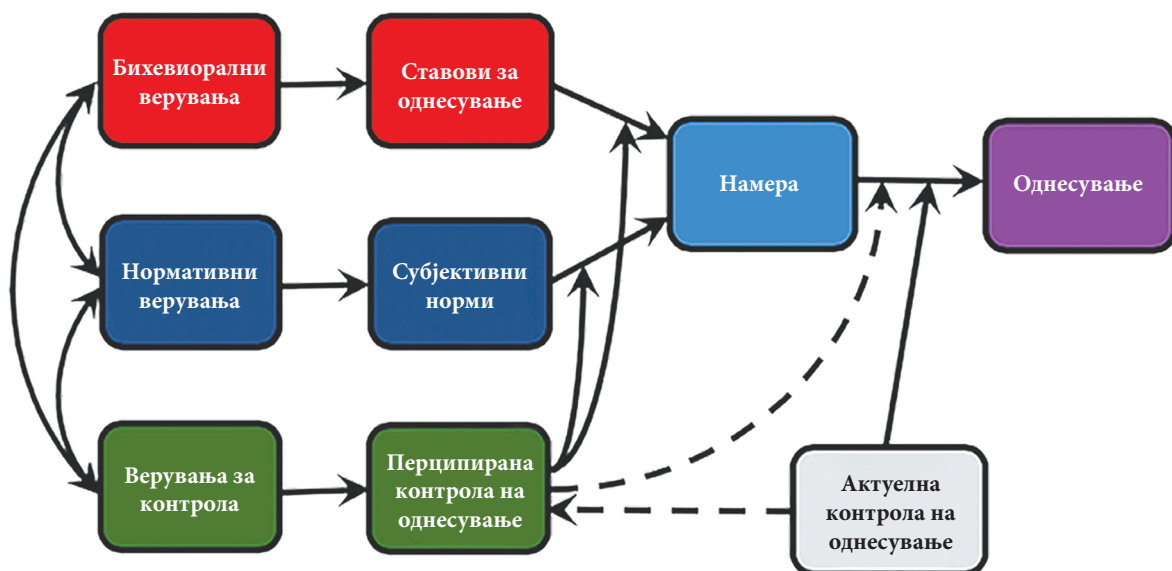 Бихевиорални
верувања
Ставови за
однесување
Намера
Однесување
Нормативни
верувања
Субјективни
норми
Верувања за
контрола
Перципирана
контрола на
однесување
Актуелна
контрола на
однесување